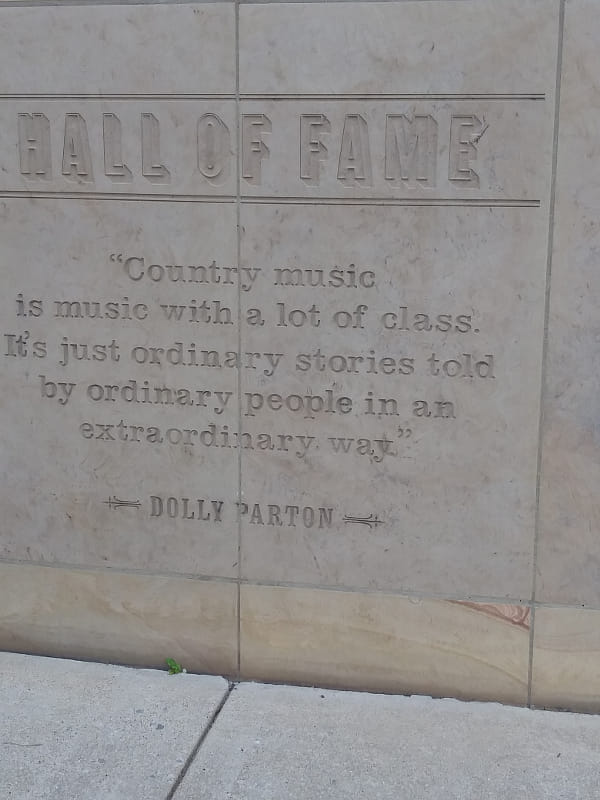 HALL OF FAME
“Country music
is music with a lot of class.
It's just ordinary stories told
by ordinary people in an
extraordinary way.”
DOLLY PARTON